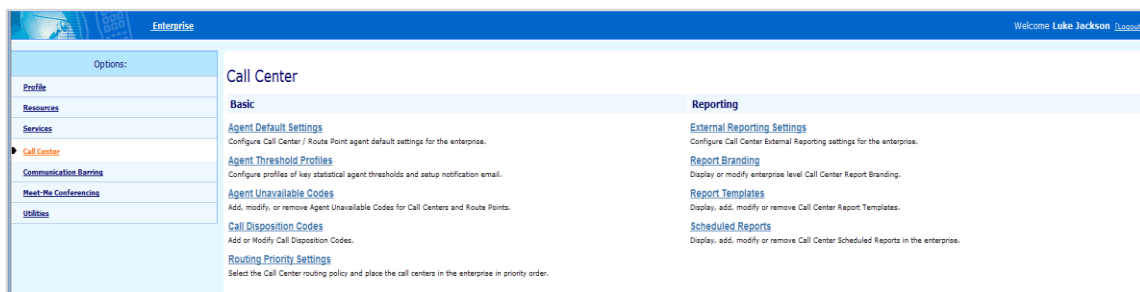 Enterprise
Welcome Luke Jackson [Logout
Options:
Profile
Resources
Services
Call Center
Communication Barring
Meet-Me Conferencing
Utilities
Call Center
Basic
Agent Default Settings
Configure Call Center / Route Point agent default settings for the enterprise.
Agent Threshold Profiles
Configure profiles of key statistical agent thresholds and setup notification email.
Agent Unavailable Codes
Add, modify, or remove Agent Unavailable Codes for Call Centers and Route Points.
Call Disposition Codes
Add or Modify Call Disposition Codes.
Routing Priority Settings
Select the Call Center routing policy and place the call centers in the enterprise in priority order.
Reporting
External Reporting Settings
Configure Call Center External Reporting settings for the enterprise.
Report Branding
Display or modify enterprise level Call Center Report Branding.
Report Templates
Display, add, modify or remove Call Center Report Templates.
Scheduled Reports
Display, add, modify or remove Call Center Scheduled Reports in the enterprise.